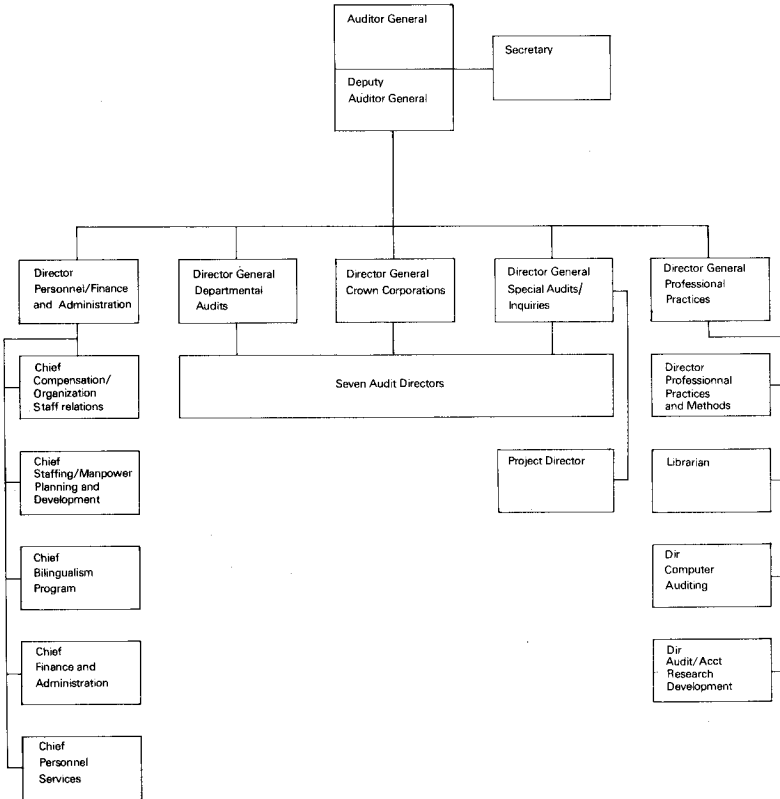 Auditor General
Secretary
Deputy
Auditor General
Director
Personnel/Finance
and Administration
Director General
Departmental
Audits
Director General
Crown Corporations
Director General
Special Audits/
Inquiries
Director General
Professional
Practices
Chief
Compensation/
Organization
Staff relations
Seven Audit Directors
Director
Professionnal
Practices
and Methods
Chief
Staffing/Manpower
Planning and
Development
Project Director
Librarian
Chief
Bilingualism
Program
Dir
Computer
Auditing
Chief
Finance and
Administration
Dir
Audit/Acct
Research
Development
Chief
Personnel
Services